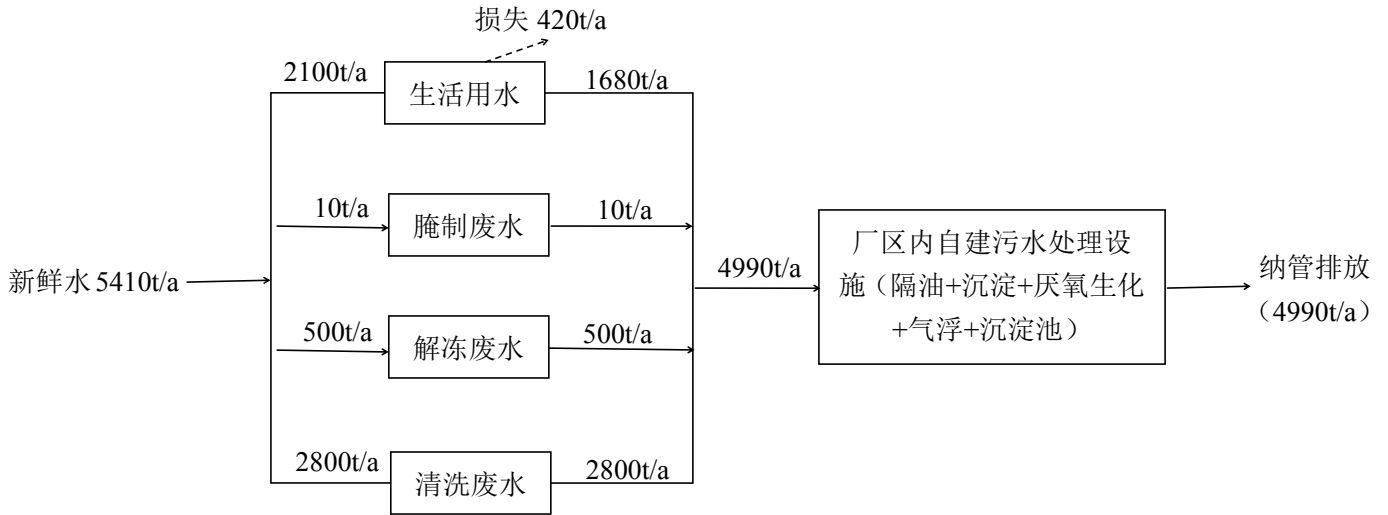 损失 420t/a
2100t/a
生活用水
1680t/a
10t/a
腌制废水
10t/a
新鲜水 5410t/a
4990t/a
厂区内自建污水处理设
施（隔油+沉淀+厌氧生化
+气浮+沉淀池）
纳管排放
（4990t/a）
500t/a
解冻废水
500t/a
2800t/a
清洗废水
2800t/a